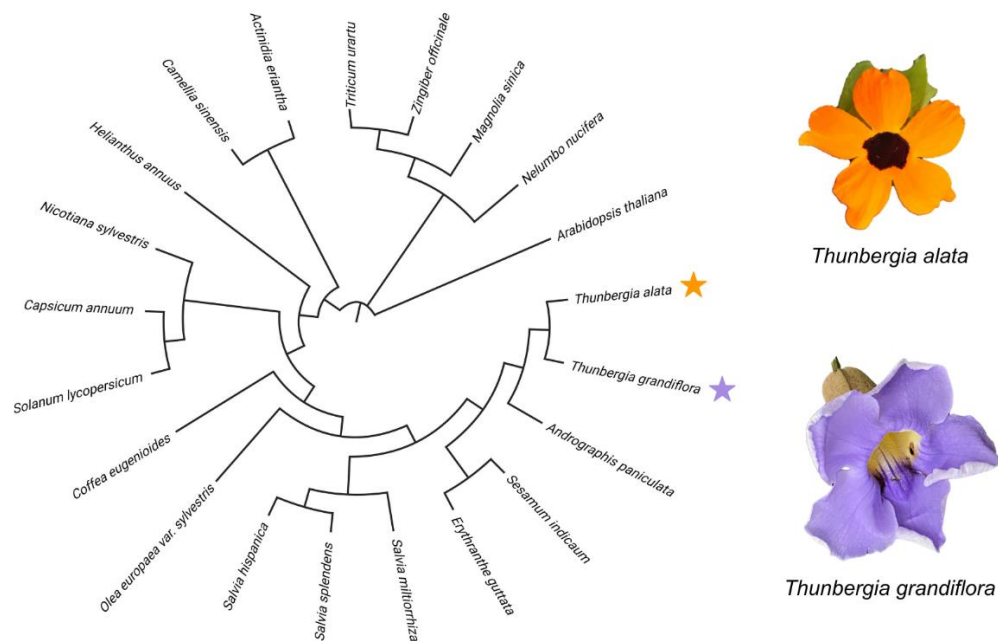 Actinidia eriantha
Camellia sinensis
Helianthus annuus
Nicotiana sylvestris
Capsicum annuum
Solanum lycopersicum
Coffea eugenioides
Olea europaea var. sylvestris
Salvia hispanica
Salvia splendens
Salvia miltiorrhiza
Erythranthe guttata
Sesamum indicaum
Andrographis paniculata
Thunbergia grandiflora
Thunbergia alata
Arabidopsis thaliana
Nelumbo nucifera
Magnolia sinica
Zingiber officinale
Triticum urartu
Thunbergia alata
Thunbergia grandiflora